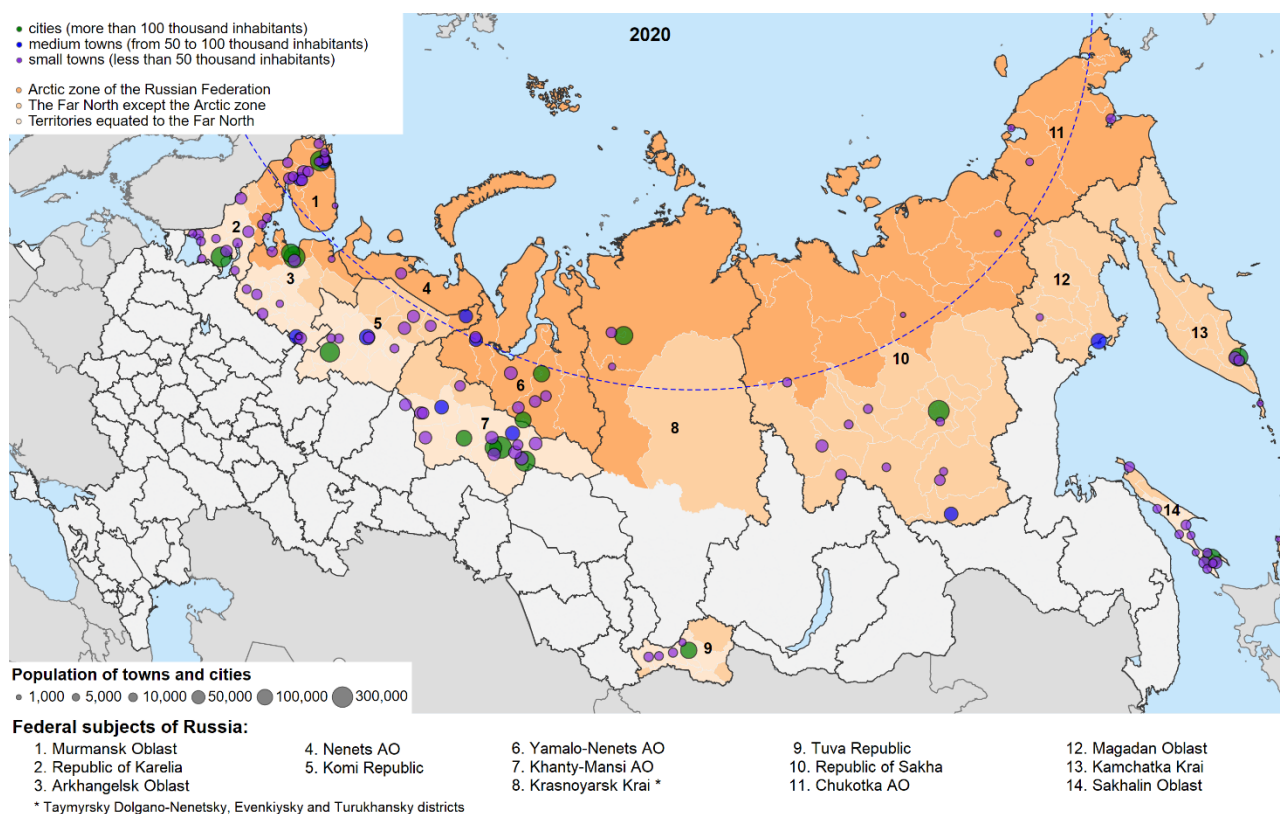 2020
cities (more than 100 thousand inhabitants)
medium towns (from 50 to 100 thousand inhabitants)
small towns (less than 50 thousand inhabitants)
Arctic zone of the Russian Federation
The Far North except the Arctic zone
Territories equated to the Far North
11
1
2
12
3
4
5
13
10
6
7
8
14
9
Population of towns and cities
1,000 5,000 10,000 50,000 100,000 300,000
Federal subjects of Russia:
1. Murmansk Oblast
2. Republic of Karelia
3. Arkhangelsk Oblast
4. Nenets AO
5. Komi Republic
6. Yamalo-Nenets AO
7. Khanty-Mansi AO
8. Krasnoyarsk Krai *
9. Tuva Republic
10. Republic of Sakha
11. Chukotka AO
12. Magadan Oblast
13. Kamchatka Krai
14. Sakhalin Oblast
* Taymyrsky Dolgano-Nenetsky, Evenkiysky and Turukhansky districts